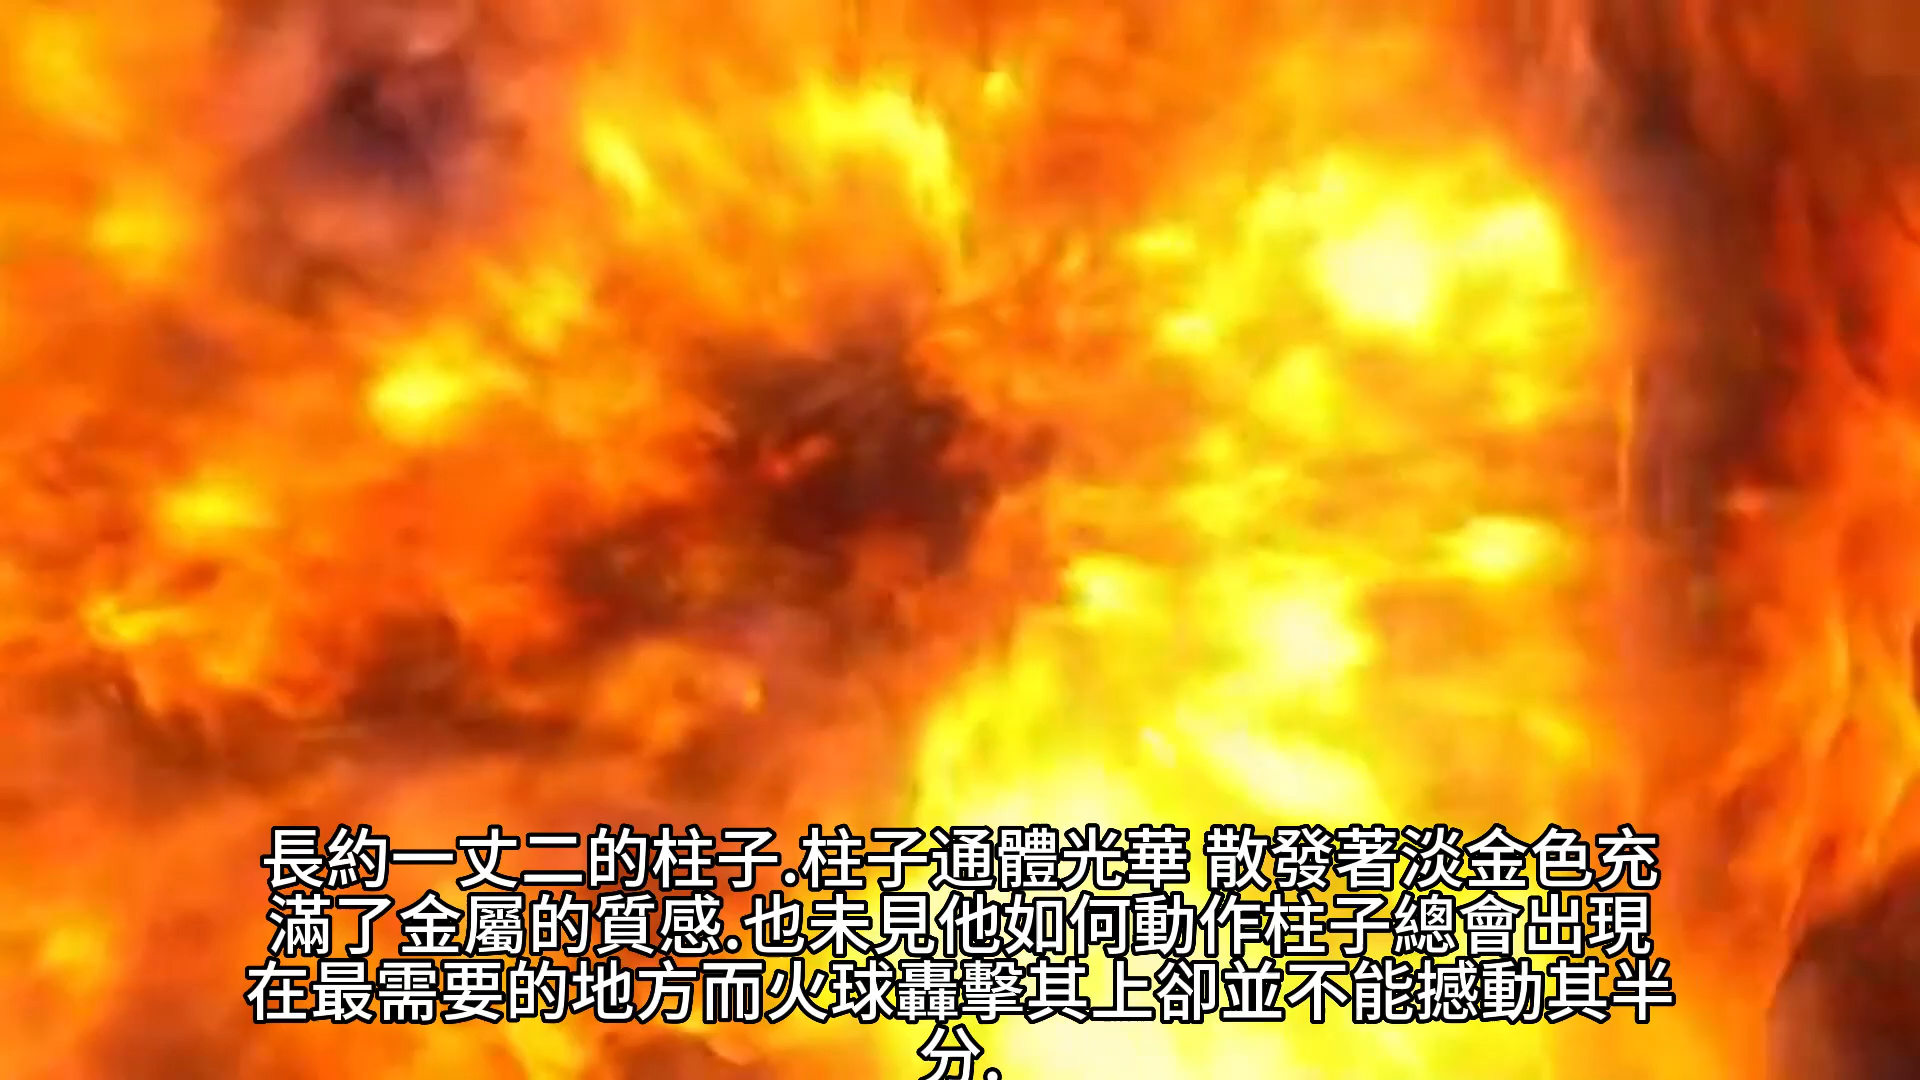 長約一丈二的柱子.柱子通體光華 散發著淡金色充
滿了金屬的質感.也未見他如何動作柱子總會出現
在最需要的地方而火球轟擊其上卻並不能撼動其半
分.